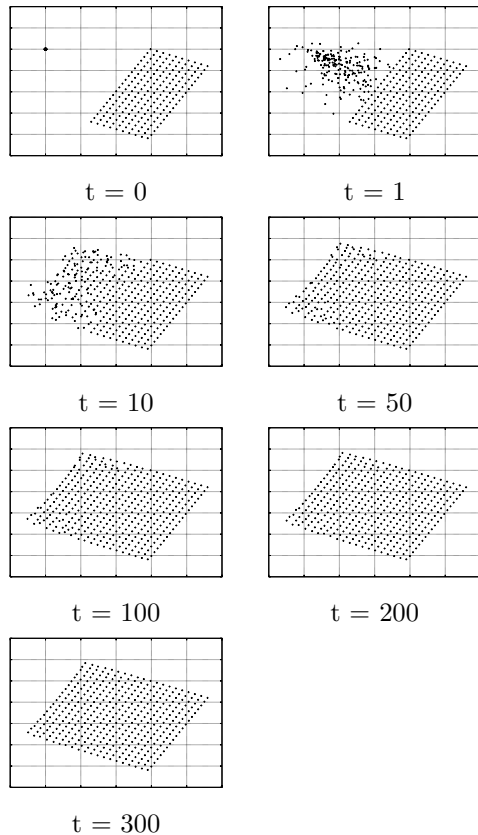 t = 0
t = 1
t = 10
t = 50
t = 100
t = 200
t = 300